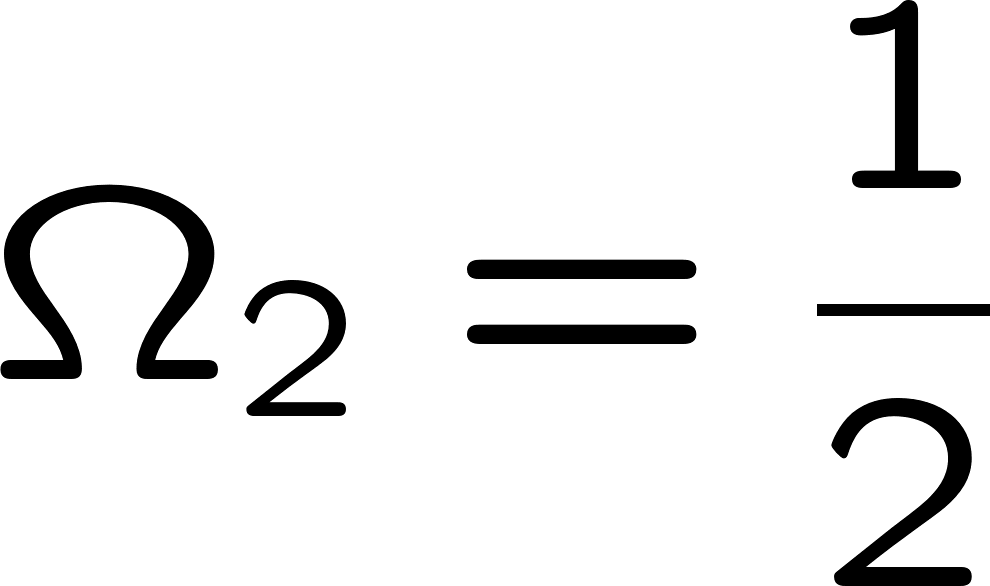 Ω₂ = 1/2